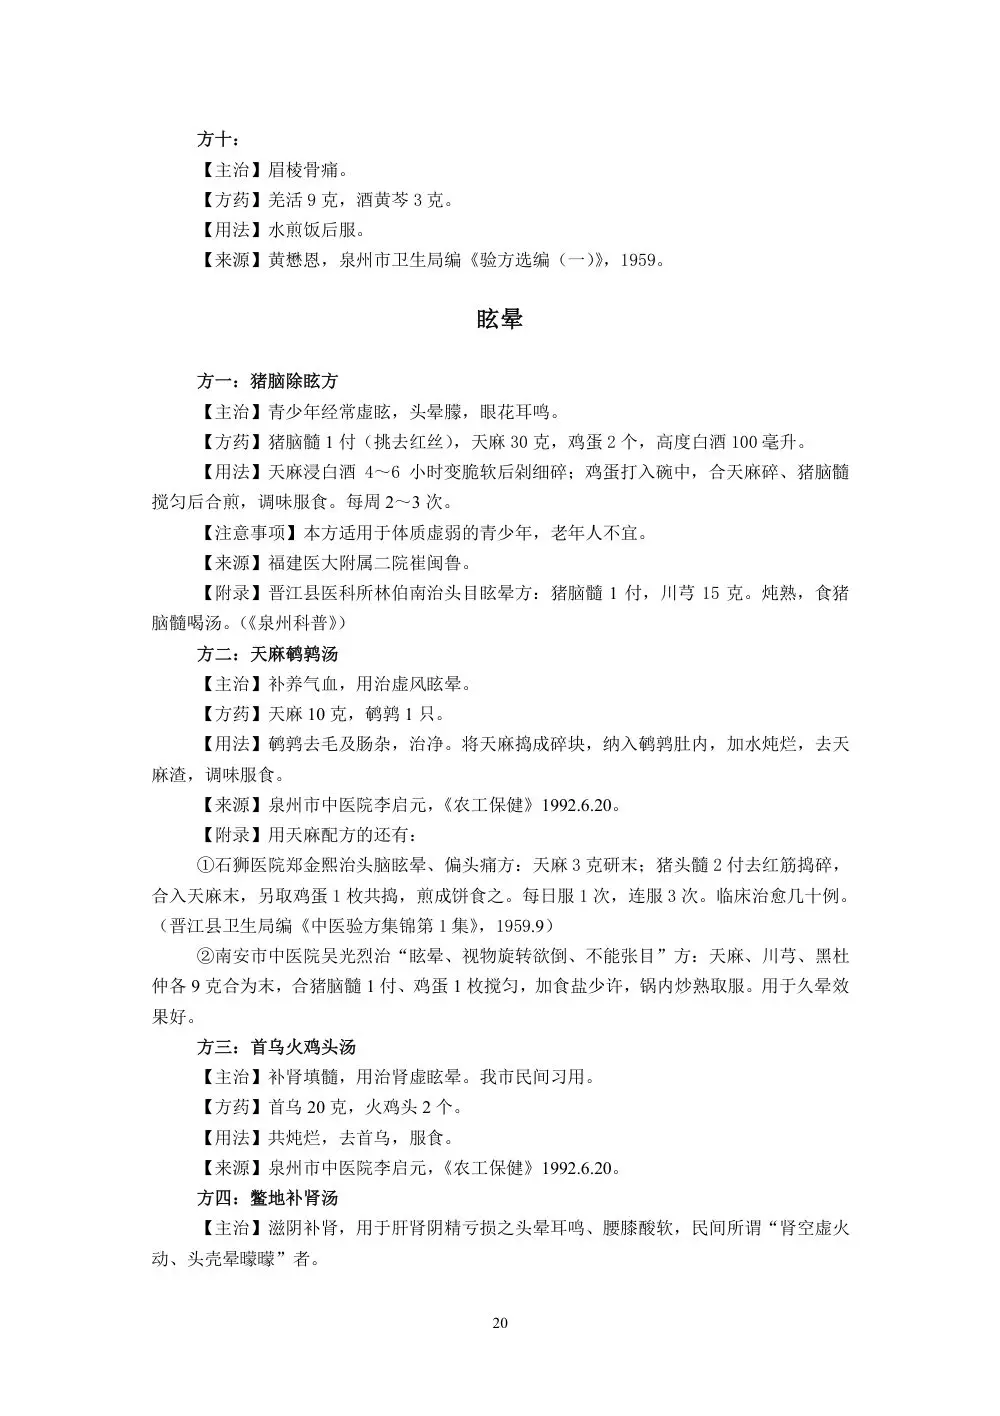 方十：
【主治】眉棱骨痛。
【方药】羌活 9 克，酒黄芩 3 克。
【用法】水煎饭后服。
【来源】黄懋恩，泉州市卫生局编《验方选编（一）》，1959。
眩晕
方一：猪脑除眩方
【主治】青少年经常虚眩，头晕朦，眼花耳鸣。
【方药】猪脑髓 1 付（挑去红丝），天麻 30 克，鸡蛋 2 个，高度白酒 100 毫升。
【用法】天麻浸白酒 4～6 小时变脆软后剁细碎；鸡蛋打入碗中，合天麻碎、猪脑髓
搅匀后合煎，调味服食。每周 2～3 次。
【注意事项】本方适用于体质虚弱的青少年，老年人不宜。
【来源】福建医大附属二院崔闽鲁。
【附录】晋江县医科所林伯南治头目眩晕方：猪脑髓 1 付，川芎 15 克。炖熟，食猪
脑髓喝汤。（《泉州科普》）
方二：天麻鹌鹑汤
【主治】补养气血，用治虚风眩晕。
【方药】天麻 10 克，鹌鹑 1 只。
【用法】鹌鹑去毛及肠杂，治净。将天麻捣成碎块，纳入鹌鹑肚内，加水炖烂，去天
麻渣，调味服食。
【来源】泉州市中医院李启元，《农工保健》1992.6.20。
【附录】用天麻配方的还有：
①石狮医院郑金熙治头脑眩晕、偏头痛方：天麻 3 克研末；猪头髓 2 付去红筋捣碎，
合入天麻末，另取鸡蛋 1 枚共捣，煎成饼食之。每日服 1 次，连服 3 次。临床治愈几十例。
（晋江县卫生局编《中医验方集锦第 1 集》，1959.9）
②南安市中医院吴光烈治“眩晕、视物旋转欲倒、不能张目”方：天麻、川芎、黑杜
仲各 9 克合为末，合猪脑髓 1 付、鸡蛋 1 枚搅匀，加食盐少许，锅内炒熟取服。用于久晕效
果好。
方三：首乌火鸡头汤
【主治】补肾填髓，用治肾虚眩晕。我市民间习用。
【方药】首乌 20 克，火鸡头 2 个。
【用法】共炖烂，去首乌，服食。
【来源】泉州市中医院李启元，《农工保健》1992.6.20。
方四：鳖地补肾汤
【主治】滋阴补肾，用于肝肾阴精亏损之头晕耳鸣、腰膝酸软，民间所谓“肾空虚火
动、头壳晕曚曚”者。
20